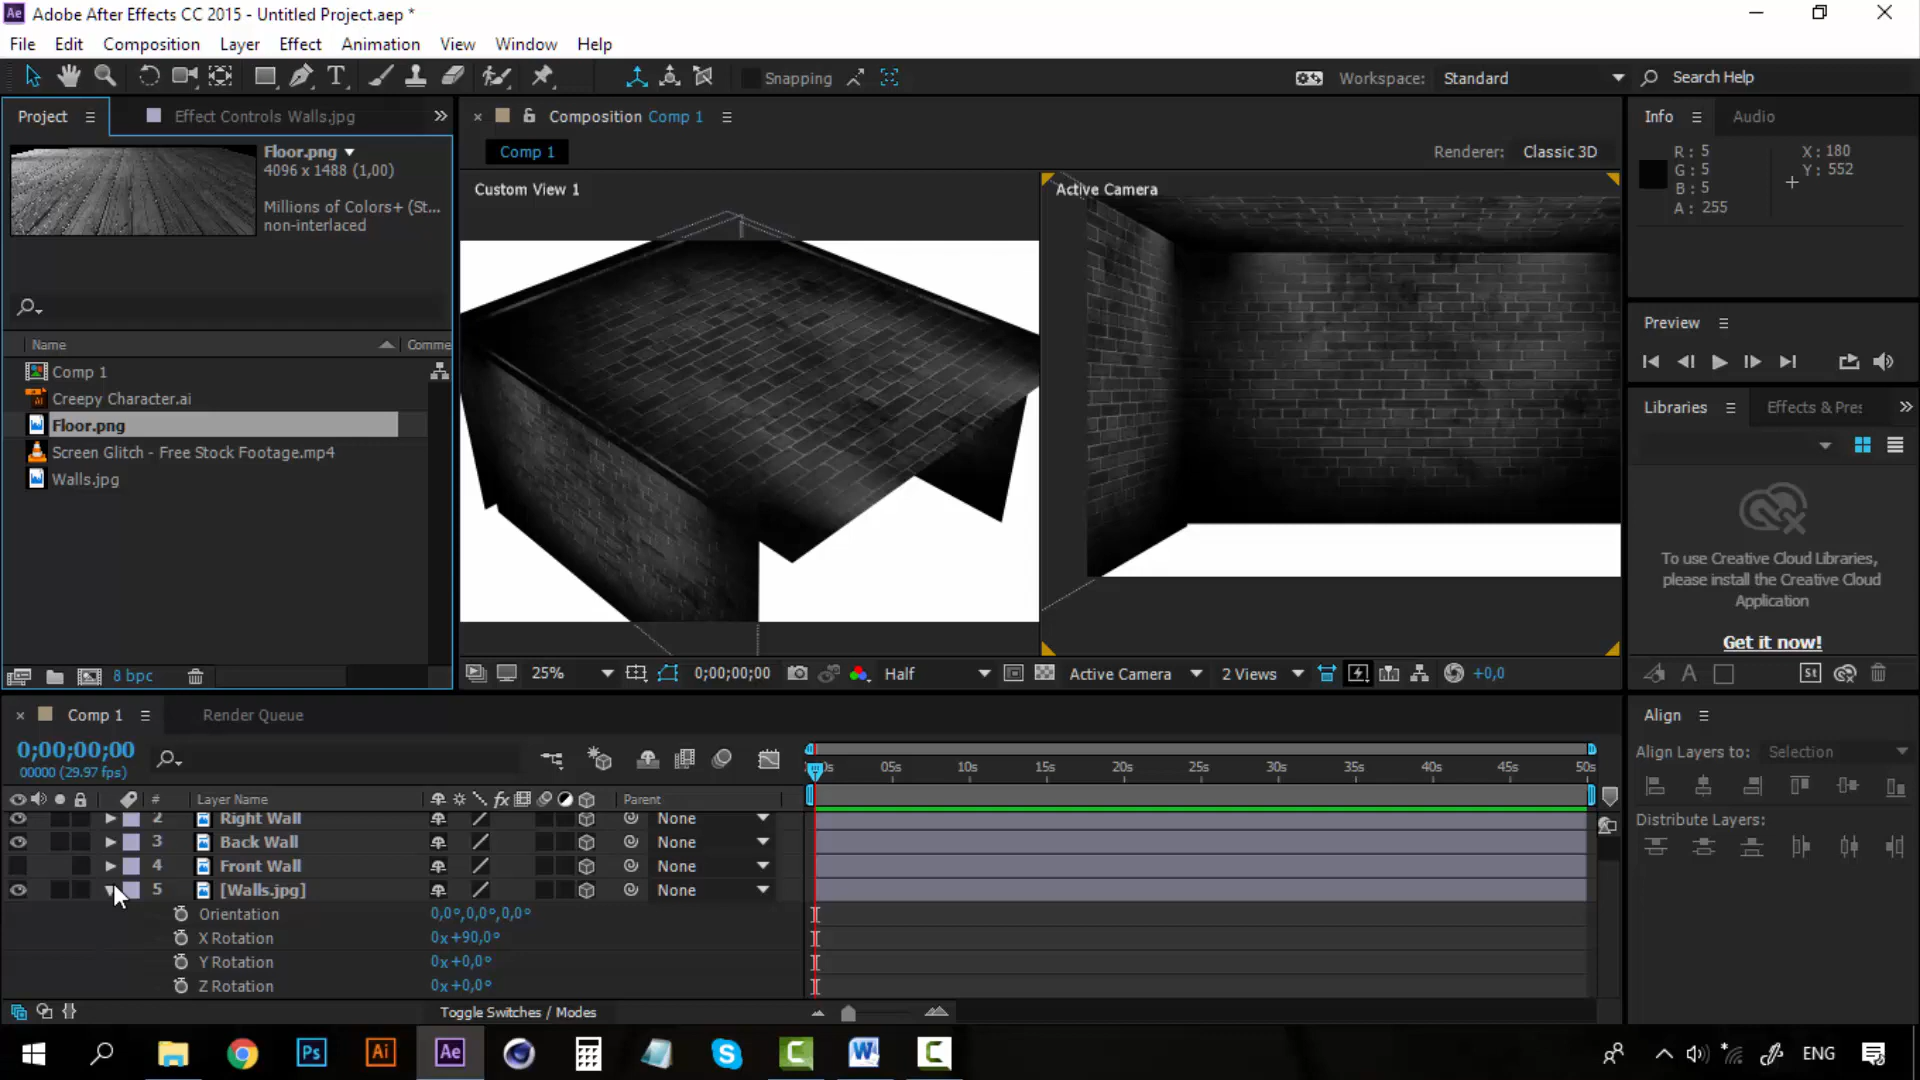 Adobe After Effects CC 2015 - Untitled Project.aep *
File Edit Composition Layer Effect Animation View Window Help
Snapping
Workspace: Standard
Search Help
Project
Effect Controls Walls.jpg
Floor.png
4096 x 1488 (1,00)
Millions of Colors+ (St...
non-interlaced
Name Comme
Comp 1
Creepy Character.ai
Floor.png
Screen Glitch - Free Stock Footage.mp4
Walls.jpg
8 bpc
Composition Comp 1
Comp 1
Renderer: Classic 3D
Custom View 1
Active Camera
25%
0;00;00;00
Half
Active Camera
2 Views
+0,0
Info Audio
R: 5
G: 5
B: 5
A: 255
X: 180
Y: 552
Preview
Libraries Effects & Pres
To use Creative Cloud Libraries,
please install the Creative Cloud
Application
Get it now!
St
Comp 1
Render Queue
0;00;00;00
00000 (29.97 fps)
05s 10s 15s 20s 25s 30s 35s 40s 45s 50s
# Layer Name fx Parent
2 Right Wall None
3 Back Wall None
4 Front Wall None
5 [Walls.jpg] None
Orientation 0,0°,0,0°,0,0°
X Rotation 0x+90,0°
Y Rotation 0x+0,0°
Z Rotation 0x+0,0°
Toggle Switches / Modes
Align
Align Layers to: Selection
Distribute Layers:
Ps Ai Ae
ENG